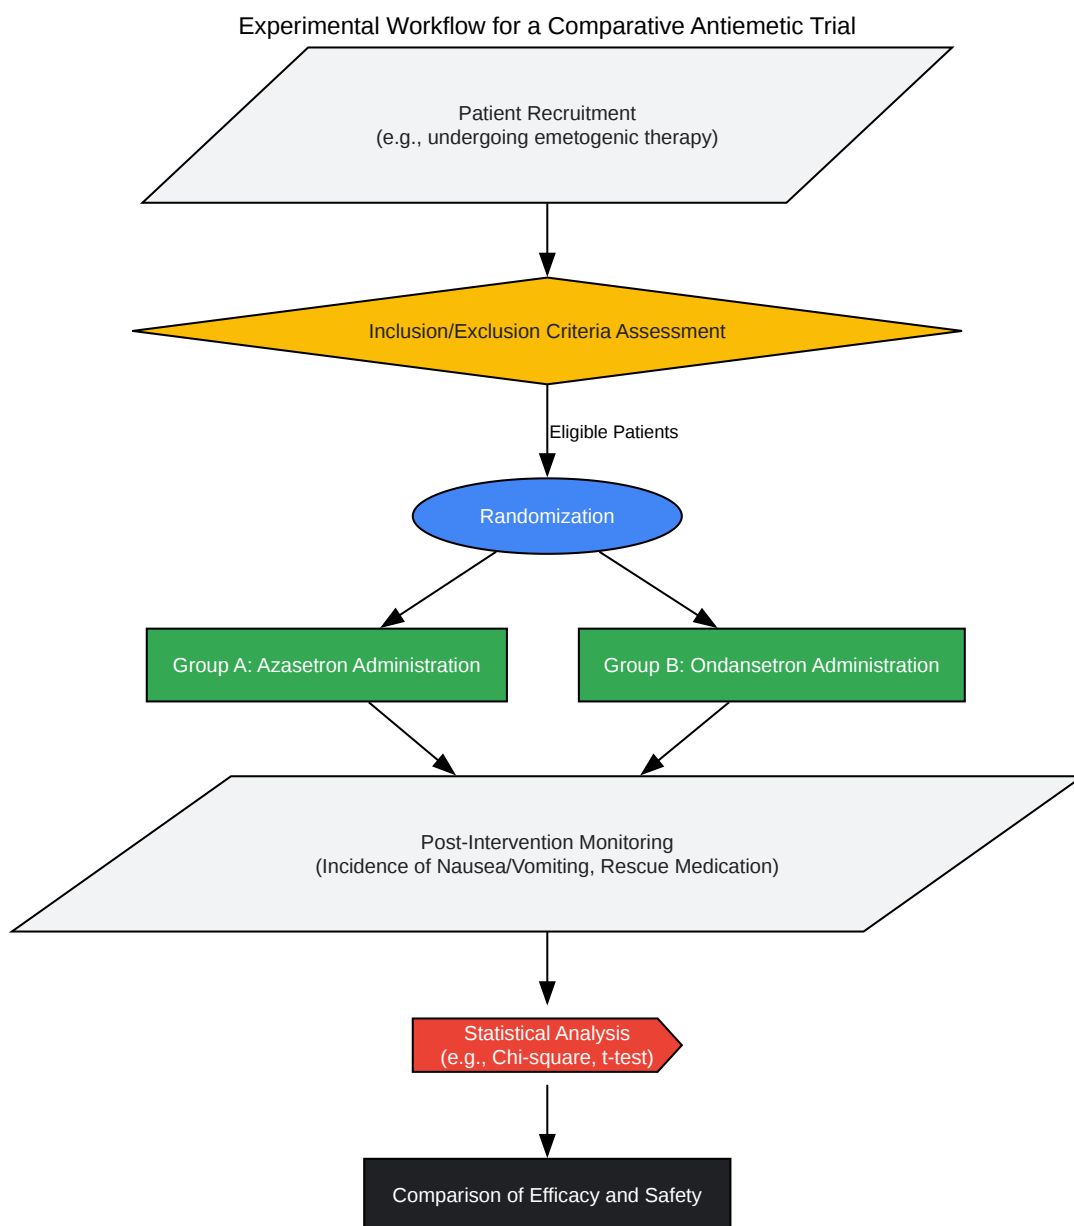 Experimental Workflow for a Comparative Antiemetic Trial
Patient Recruitment
(e.g., undergoing emetogenic therapy)
Inclusion/Exclusion Criteria Assessment
Eligible Patients
Randomization
Group A: Azasetron Administration
Group B: Ondansetron Administration
Post-Intervention Monitoring
(Incidence of Nausea/Vomiting, Rescue Medication)
Statistical Analysis
(e.g., Chi-square, t-test)
Comparison of Efficacy and Safety